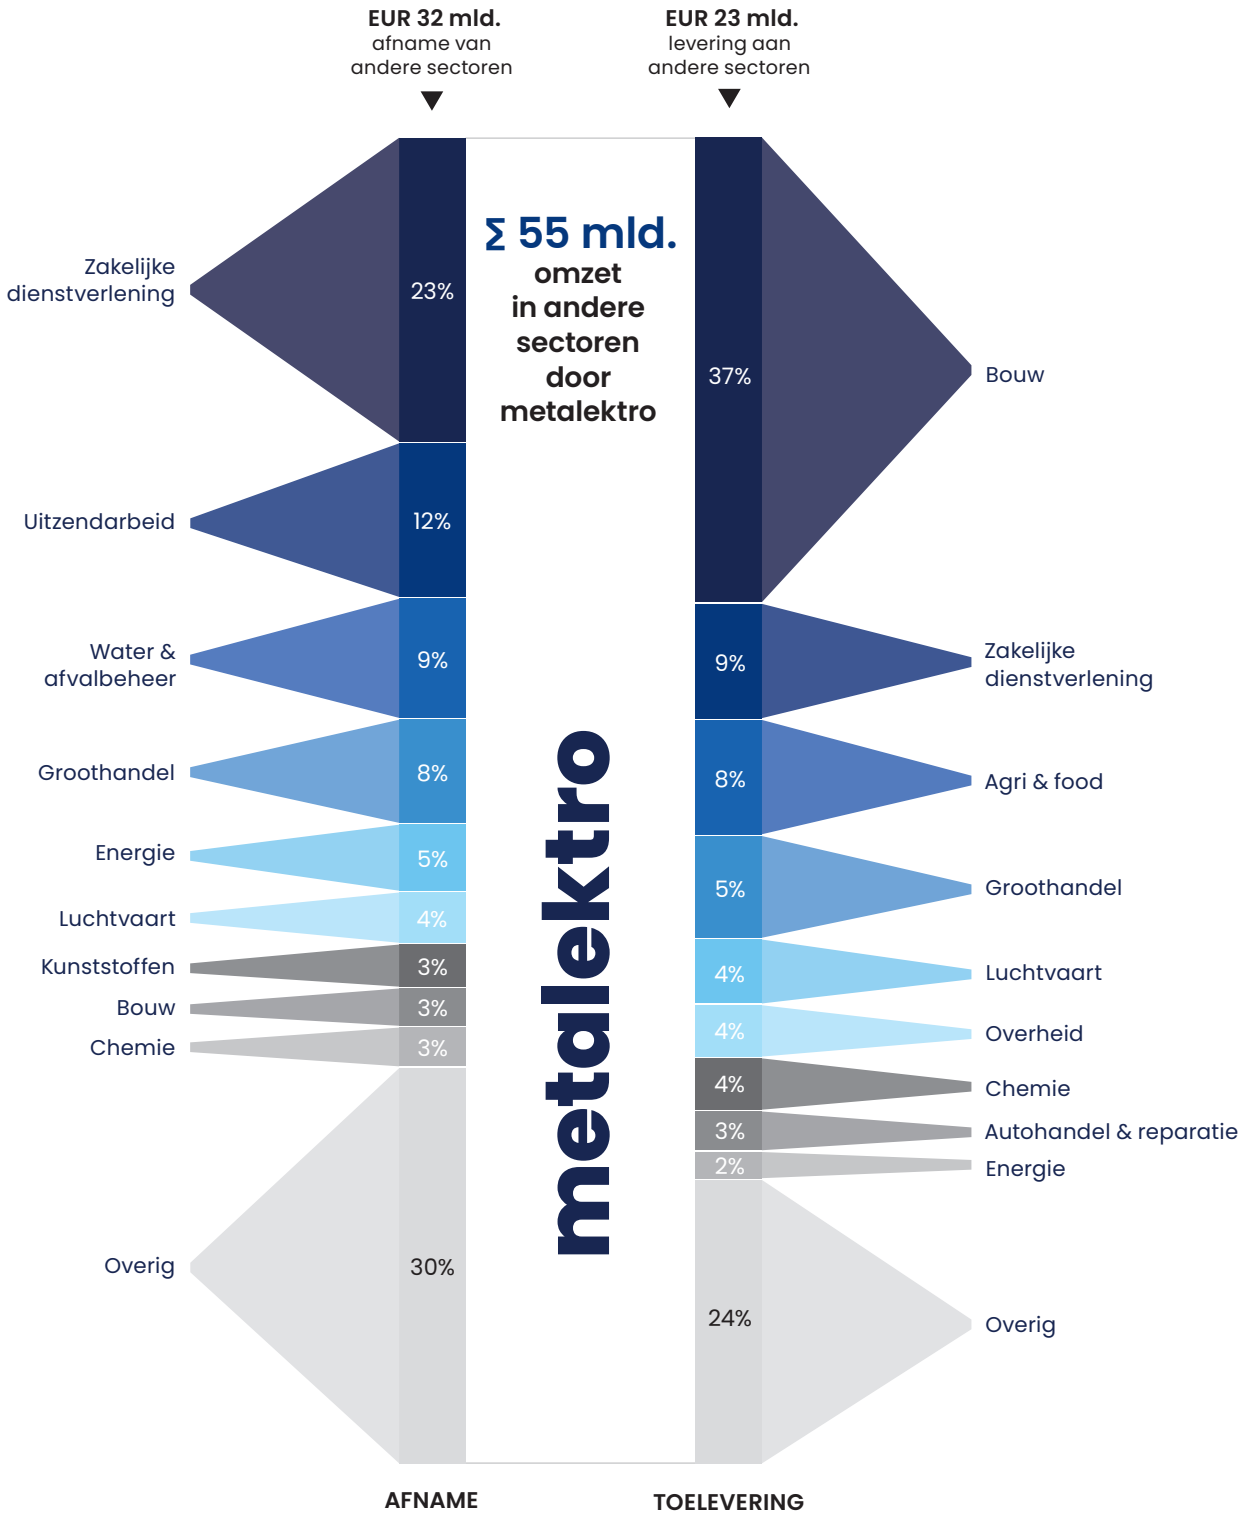 EUR 32 mld.
afname van
andere sectoren
EUR 23 mld.
levering aan
andere sectoren
Zakelijke
dienstverlening
23%
Uitzendarbeid
12%
Water &
afvalbeheer
9%
Groothandel
8%
Energie
5%
Luchtvaart
4%
Kunststoffen
3%
Bouw
3%
Chemie
3%
Overig
30%
∑ 55 mld.
omzet
in andere
sectoren
door
metalektro
metalektro
37%
Bouw
9%
Zakelijke
dienstverlening
8%
Agri & food
5%
Groothandel
4%
Luchtvaart
4%
Overheid
4%
Chemie
3%
Autohandel & reparatie
2%
Energie
24%
Overig
AFNAME
TOELEVERING